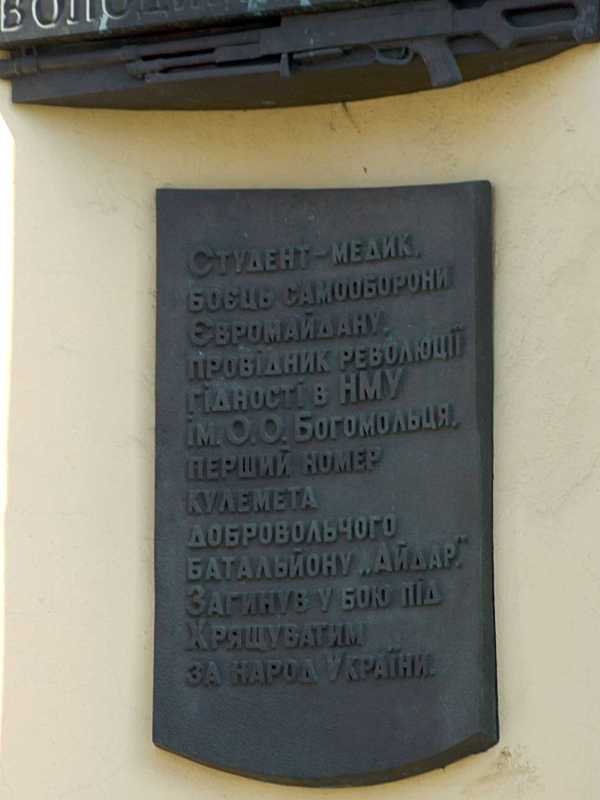 Студент-медик,
боєць самооборони
Євромайдану,
провідник революції
гідності в НМУ
ім. О.О. Богомольця,
перший номер
кулемета
добровольчого
батальйону „Айдар."
Загинув у бою під
Хрящуватим
за народ України.